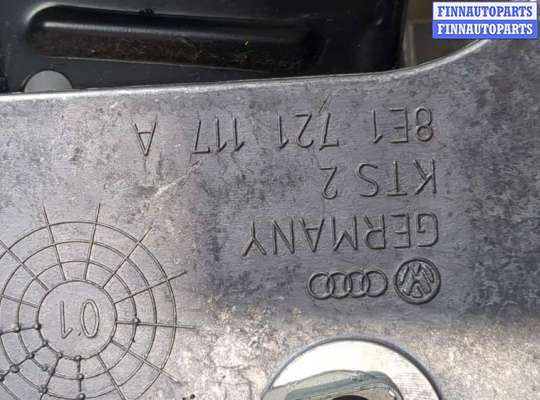 FINNAUTOPARTS
FINNAUTOPARTS
8E1 721 117 A
KTS 2
GERMANY
01